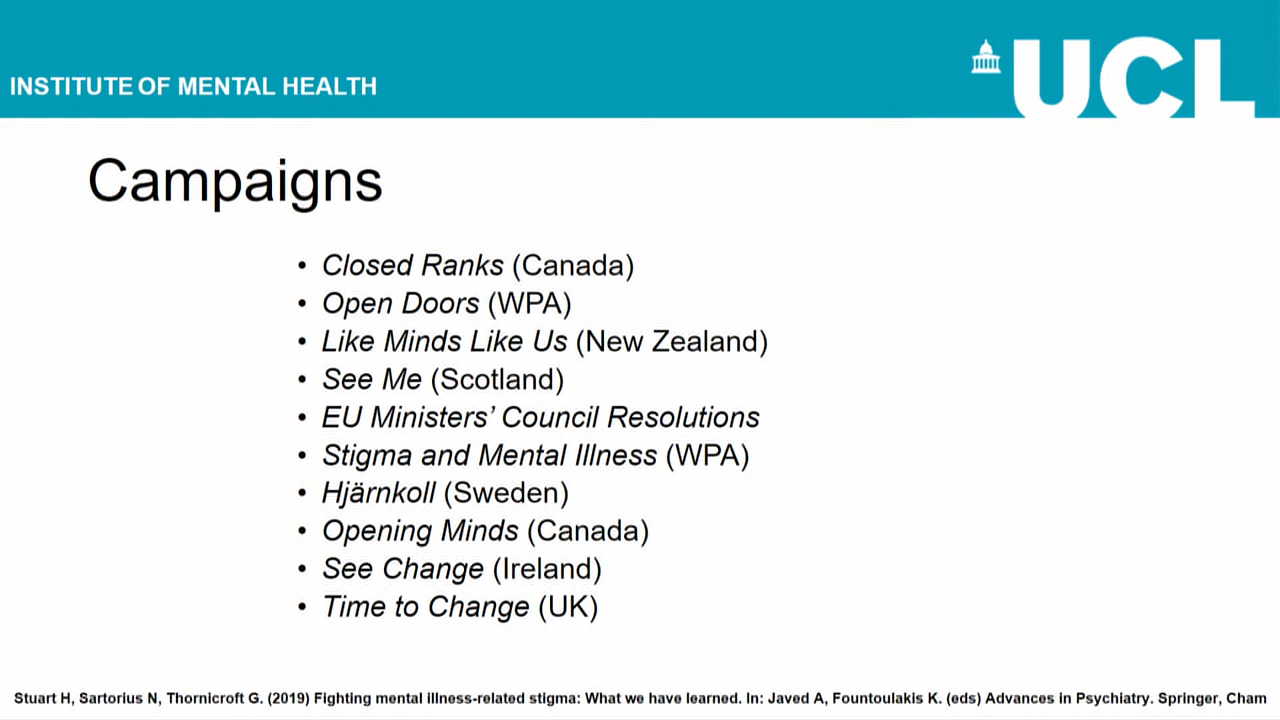 INSTITUTE OF MENTAL HEALTH
UCL
Campaigns
• Closed Ranks (Canada)
• Open Doors (WPA)
• Like Minds Like Us (New Zealand)
• See Me (Scotland)
• EU Ministers’ Council Resolutions
• Stigma and Mental Illness (WPA)
• Hjärnkoll (Sweden)
• Opening Minds (Canada)
• See Change (Ireland)
• Time to Change (UK)
Stuart H, Sartorius N, Thornicroft G. (2019) Fighting mental illness-related stigma: What we have learned. In: Javed A, Fountoulakis K. (eds) Advances in Psychiatry. Springer, Cham